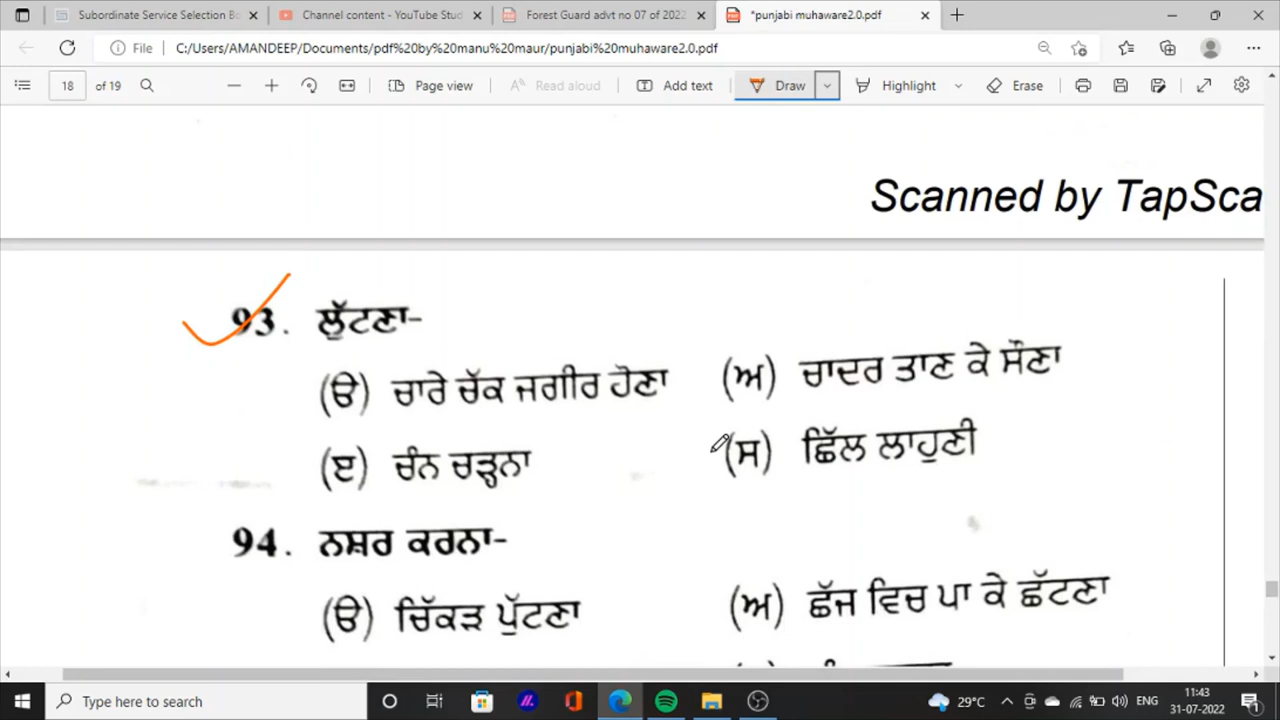 Subordinate Service Selection Bo
Channel content - YouTube Stud
Forest Guard advt no 07 of 2022
*punjabi muhaware2.0.pdf
File
C:/Users/AMANDEEP/Documents/pdf%20by%20manu%20maur/punjabi%20muhaware2.0.pdf
18 of 19
Page view
Read aloud
Add text
Draw
Highlight
Erase
Scanned by TapSca
93. ਲੁੱਟਣਾ-
(ੳ) ਚਾਰੇ ਚੱਕ ਜਗੀਰ ਹੋਣਾ (ਅ) ਚਾਦਰ ਤਾਣ ਕੇ ਸੌਣਾ
(ੲ) ਚੰਨ ਚੜ੍ਹਨਾ (ਸ) ਛਿੱਲ ਲਾਹੁਣੀ
94. ਨਸ਼ਰ ਕਰਨਾ-
(ੳ) ਚਿੱਕੜ ਪੁੱਟਣਾ (ਅ) ਛੱਜ ਵਿਚ ਪਾ ਕੇ ਛੱਟਣਾ
Type here to search
29°C
ENG
11:43
31-07-2022